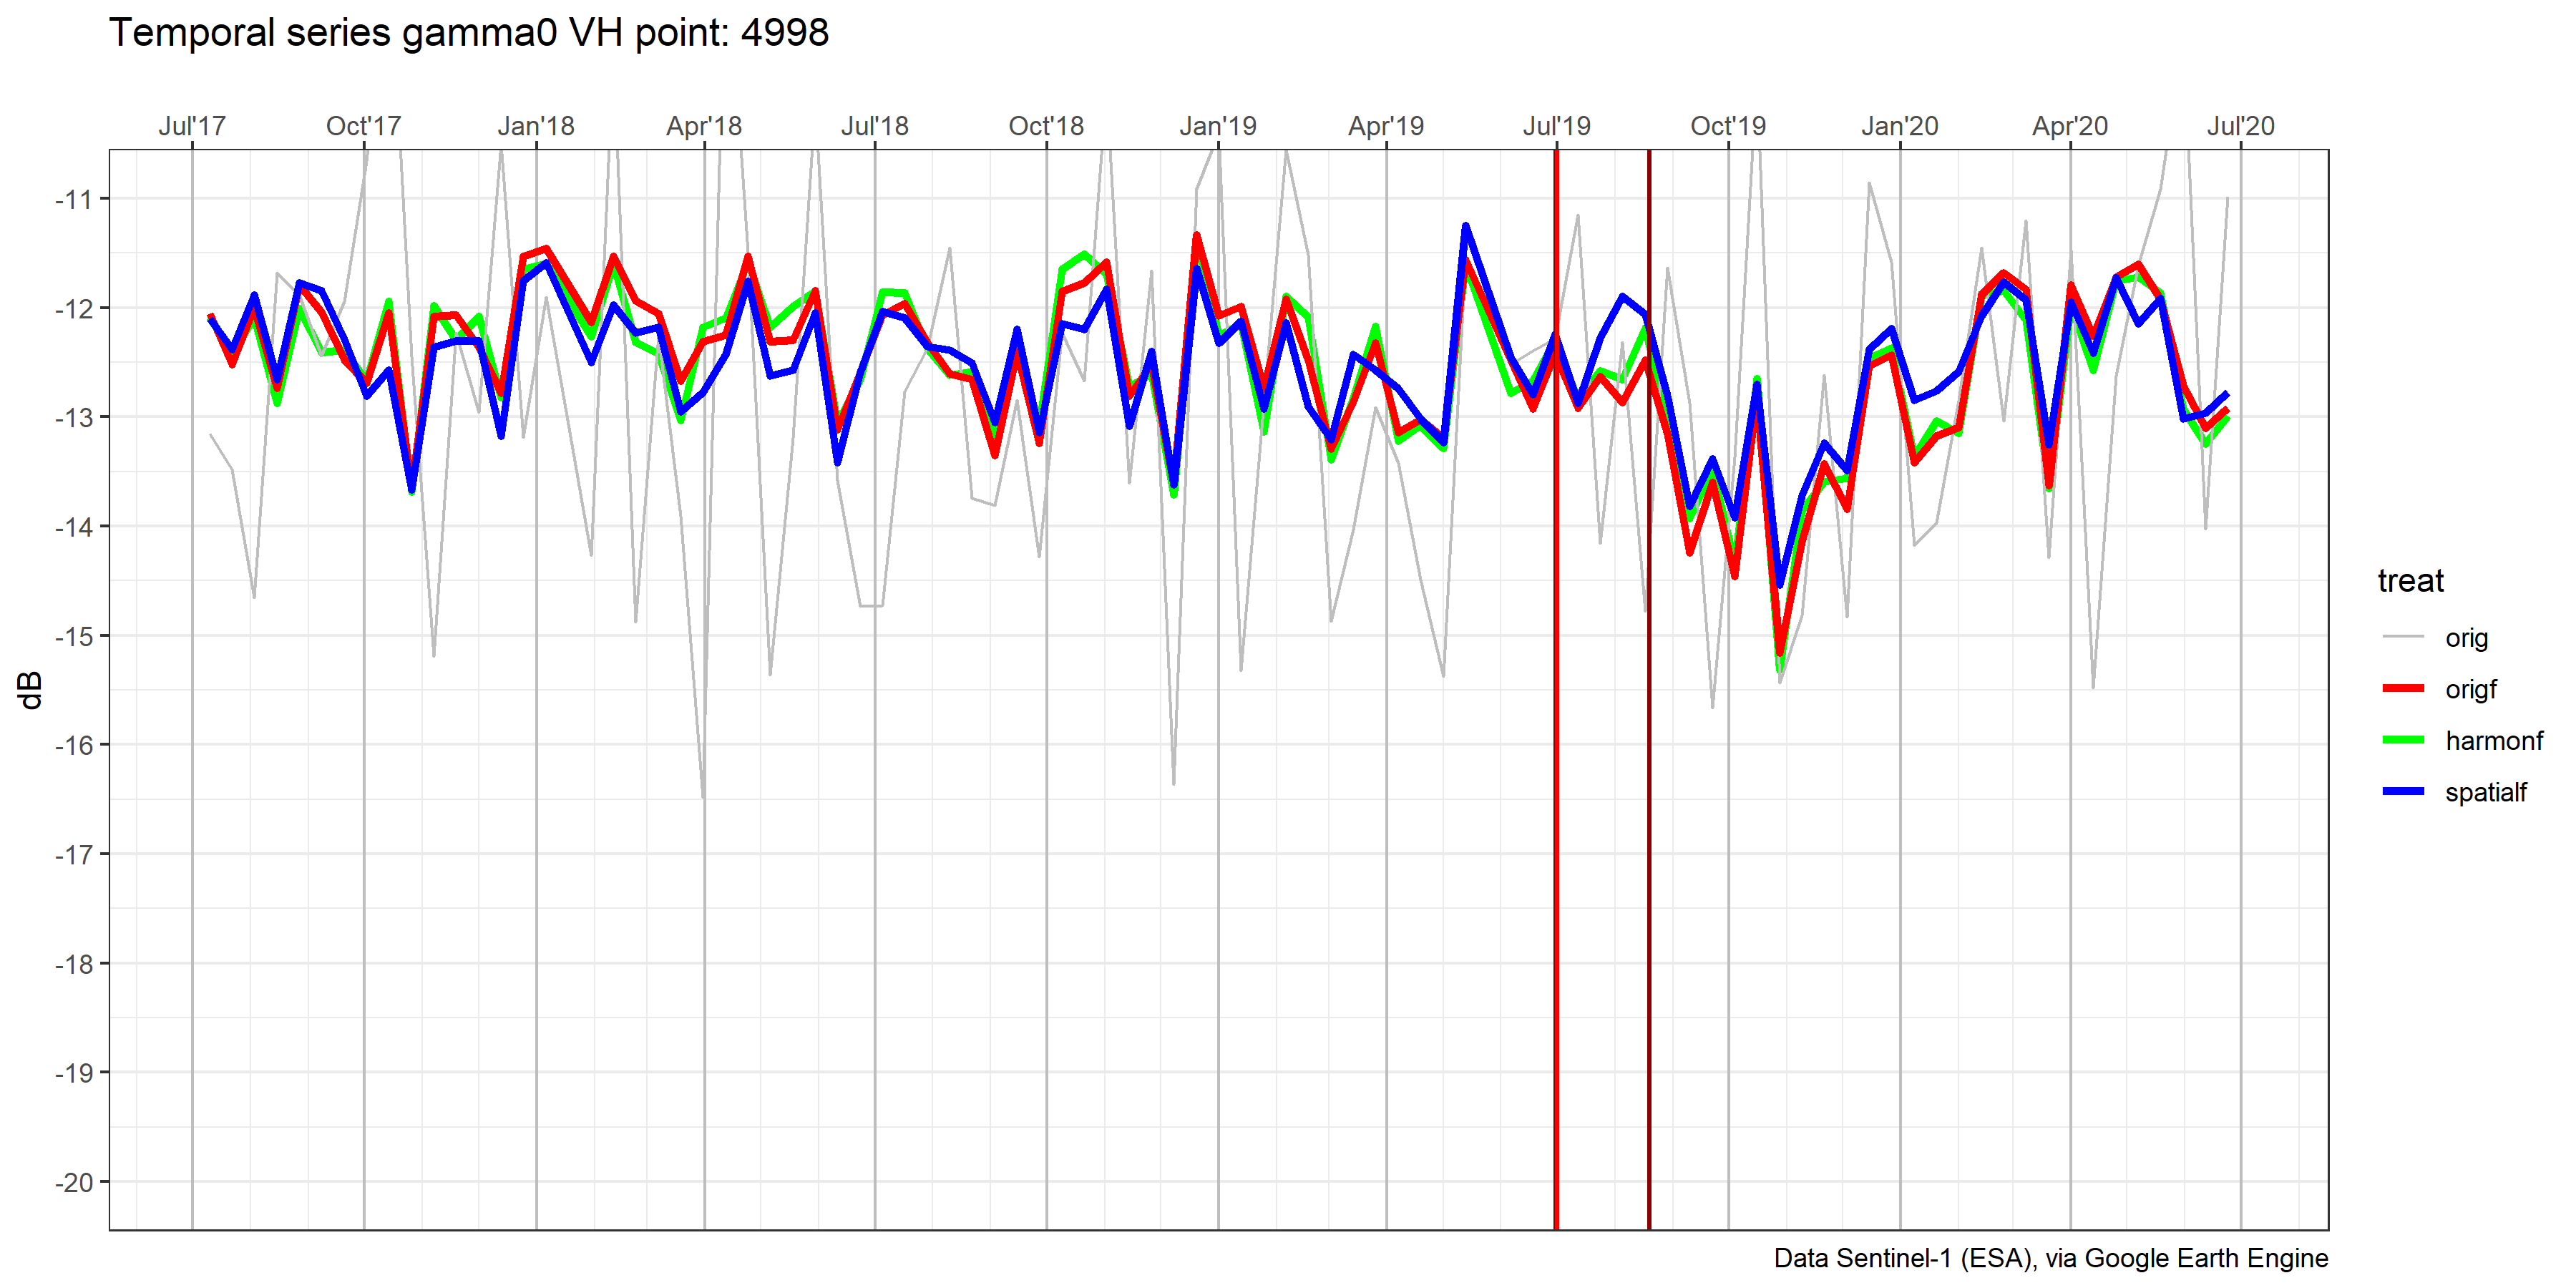 Temporal series gamma0 VH point: 4998
Jul'17 Oct'17 Jan'18 Apr'18 Jul'18 Oct'18 Jan'19 Apr'19 Jul'19 Oct'19 Jan'20 Apr'20 Jul'20
-11
-12
-13
-14
-15
-16
-17
-18
-19
-20
dB
treat
orig
origf
harmonf
spatialf
Data Sentinel-1 (ESA), via Google Earth Engine